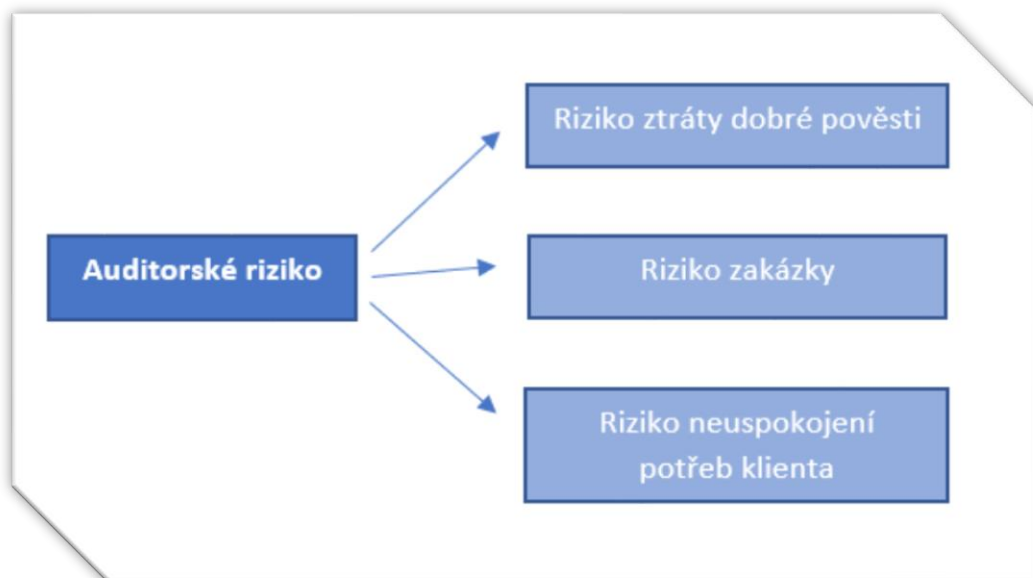 Riziko ztráty dobré pověsti
Auditorské riziko
Riziko zakázky
Riziko neuspokojení
potřeb klienta